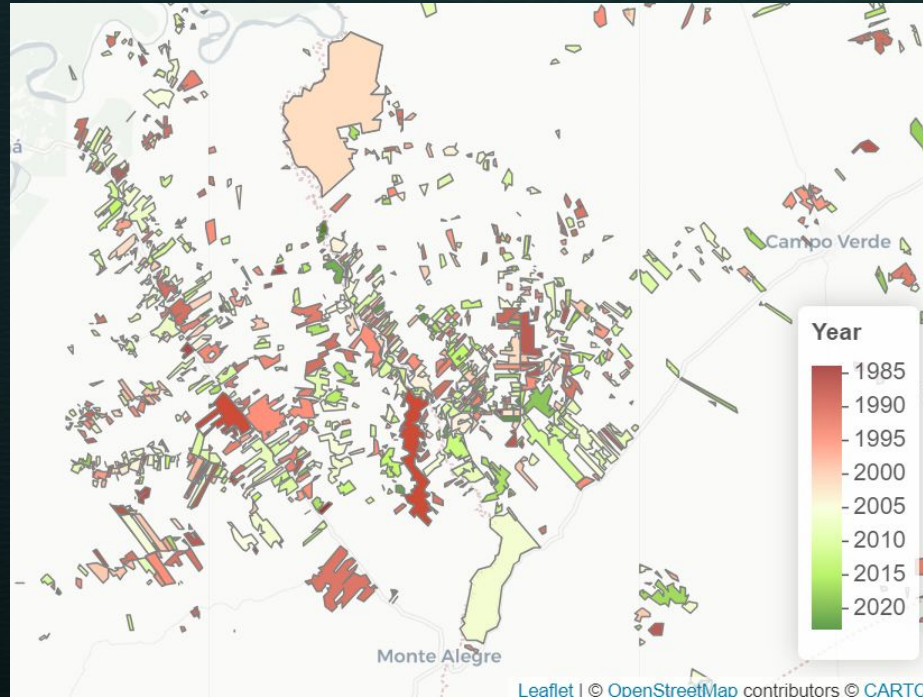 á
Campo Verde
Year
1985
1990
1995
2000
2005
2010
2015
2020
Monte Alegre
Leaflet | © OpenStreetMap contributors © CARTO